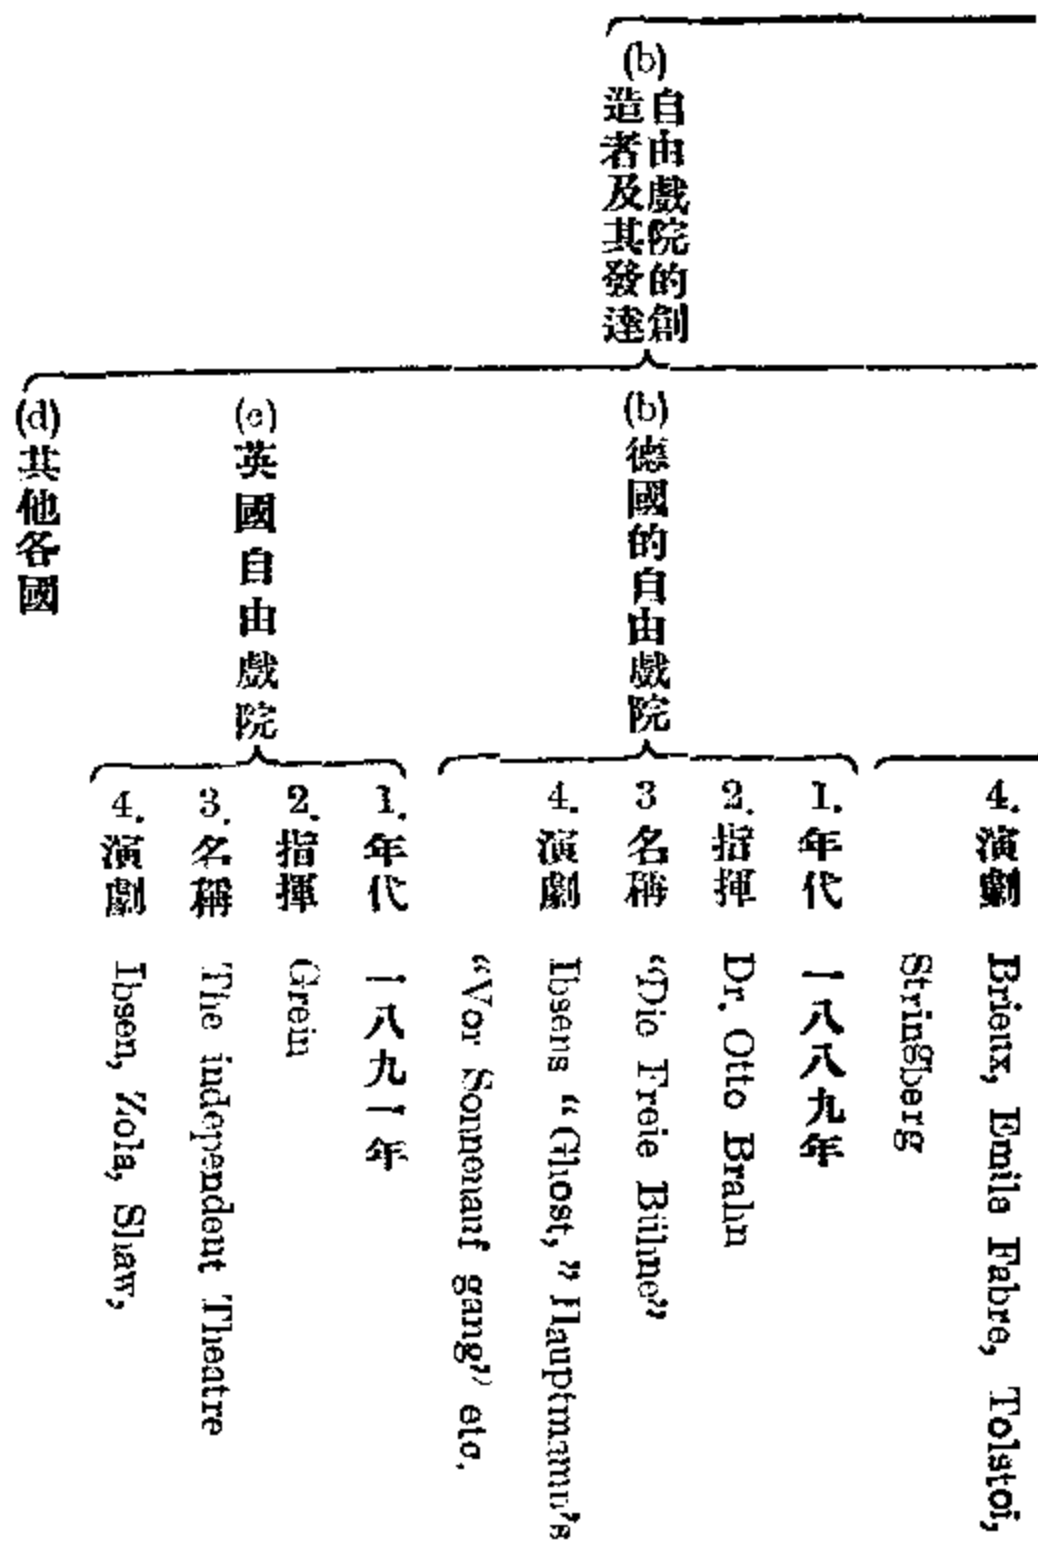 (b)
自由戲院的創
造者及其發達
4. 演劇 Brieux, Emile Fabre, Tolstoi,
Stringberg
(b) 德國的自由戲院
1. 年代 一八八九年
2. 指揮 Dr. Otto Brahm
3 名稱 “Die Freie Bühne”
4. 演劇 Ibsens “Ghost,” Hauptmann's
“Vor Sonnenauf gang” etc.
(c) 英國自由戲院
1. 年代 一八九一年
2. 指揮 Grein
3. 名稱 The independent Theatre
4. 演劇 Ibsen, Zola, Shaw,
(d) 其他各國